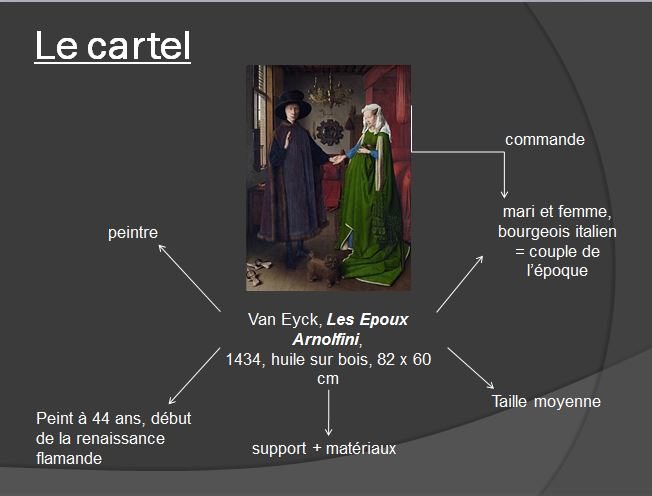 Le cartel
commande
mari et femme,
bourgeois italien
= couple de
l'époque
peintre
Van Eyck, Les Epoux
Arnolfini,
1434, huile sur bois, 82 x 60
cm
Taille moyenne
Peint à 44 ans, début
de la renaissance
flamande
support + matériaux